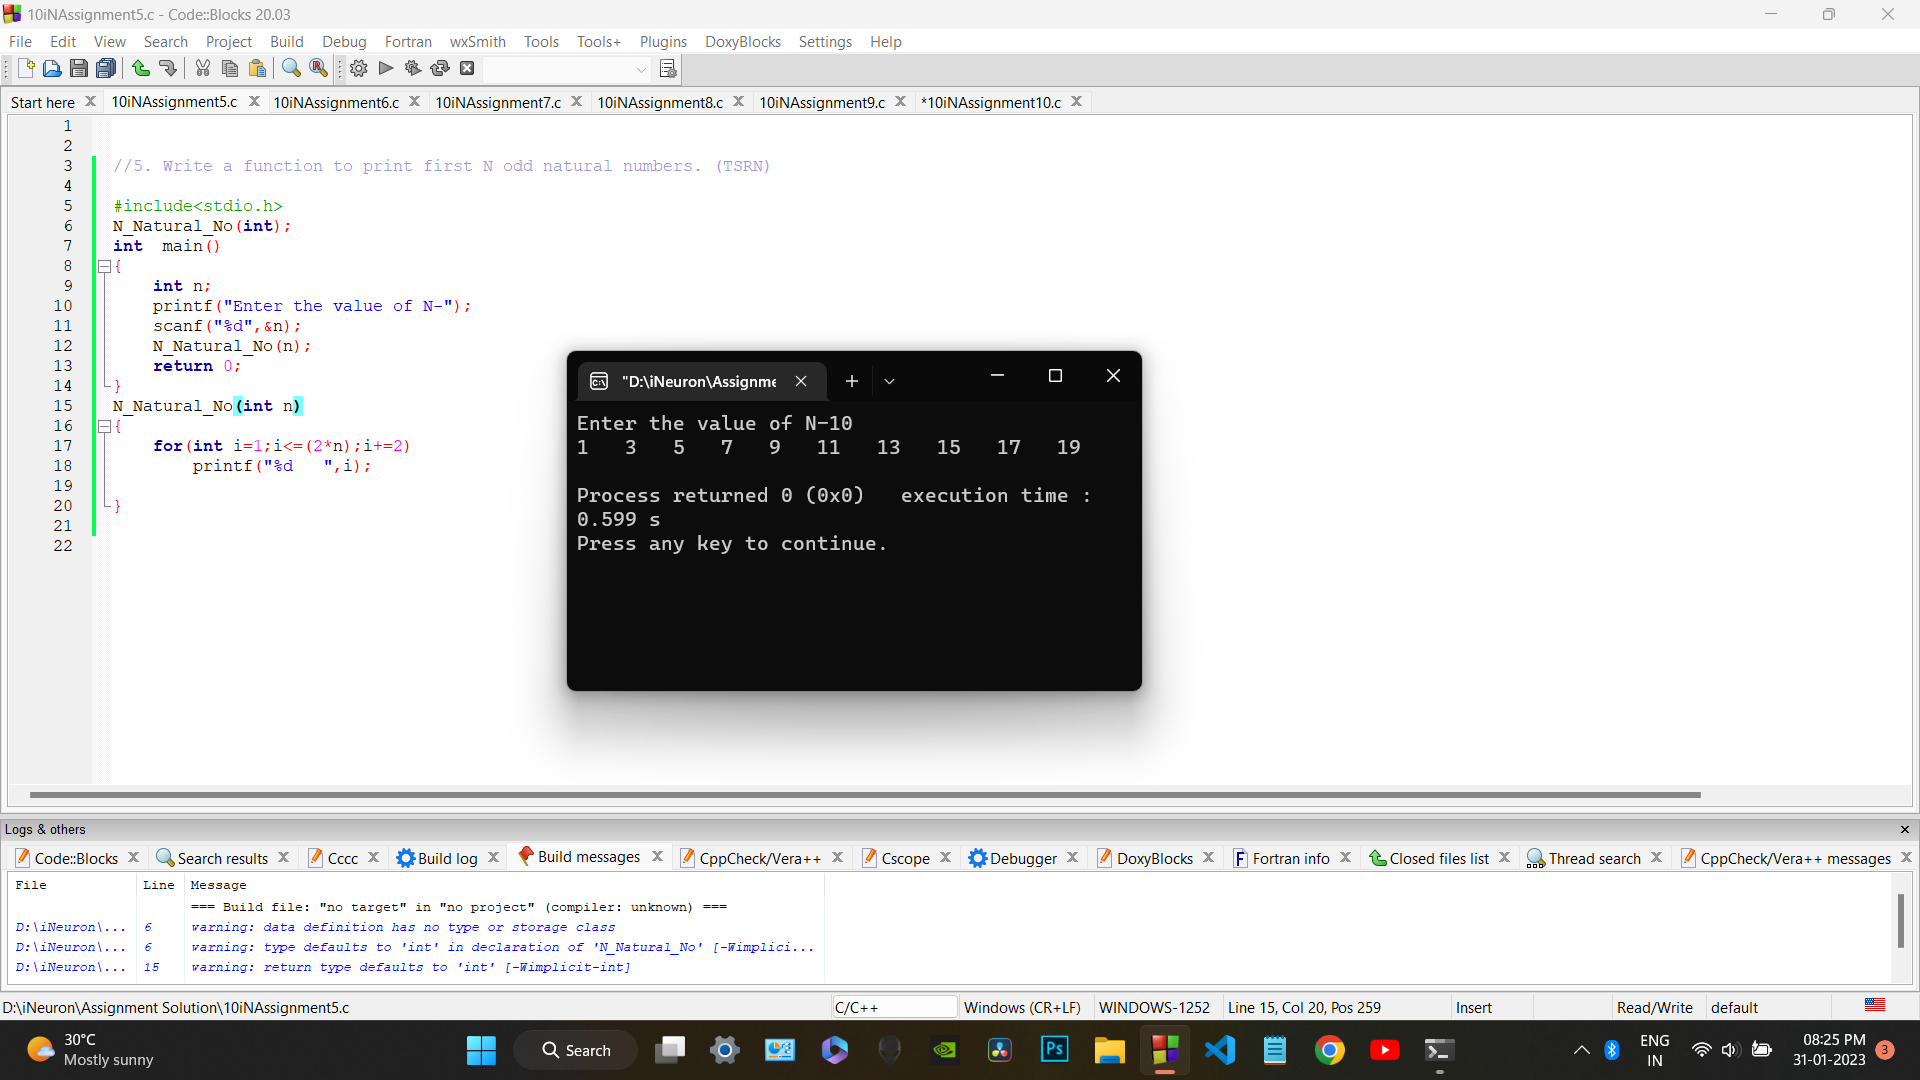 10iNAssignment5.c - Code::Blocks 20.03
File Edit View Search Project Build Debug Fortran wxSmith Tools Tools+ Plugins DoxyBlocks Settings Help
Start here 10iNAssignment5.c 10iNAssignment6.c 10iNAssignment7.c 10iNAssignment8.c 10iNAssignment9.c *10iNAssignment10.c
1
2
3 //5. Write a function to print first N odd natural numbers. (TSRN)
4
5 #include<stdio.h>
6 N_Natural_No(int);
7 int  main()
8 {
9     int n;
10     printf("Enter the value of N-");
11     scanf("%d",&n);
12     N_Natural_No(n);
13     return 0;
14 }
15 N_Natural_No(int n)
16 {
17     for(int i=1;i<=(2*n);i+=2)
18         printf("%d   ",i);
19
20 }
21
22
"D:\iNeuron\Assignme
Enter the value of N-10
1   3   5   7   9   11   13   15   17   19
Process returned 0 (0x0)   execution time :
0.599 s
Press any key to continue.
Logs & others
Code::Blocks Search results Cccc Build log Build messages CppCheck/Vera++ Cscope Debugger DoxyBlocks Fortran info Closed files list Thread search CppCheck/Vera++ messages
File Line Message
=== Build file: "no target" in "no project" (compiler: unknown) ===
D:\iNeuron\... 6 warning: data definition has no type or storage class
D:\iNeuron\... 6 warning: type defaults to 'int' in declaration of 'N_Natural_No' [-Wimplici...
D:\iNeuron\... 15 warning: return type defaults to 'int' [-Wimplicit-int]
D:\iNeuron\Assignment Solution\10iNAssignment5.c C/C++ Windows (CR+LF) WINDOWS-1252 Line 15, Col 20, Pos 259 Insert Read/Write default
30°C
Mostly sunny
Search
Ps
ENG
IN
08:25 PM
31-01-2023
3